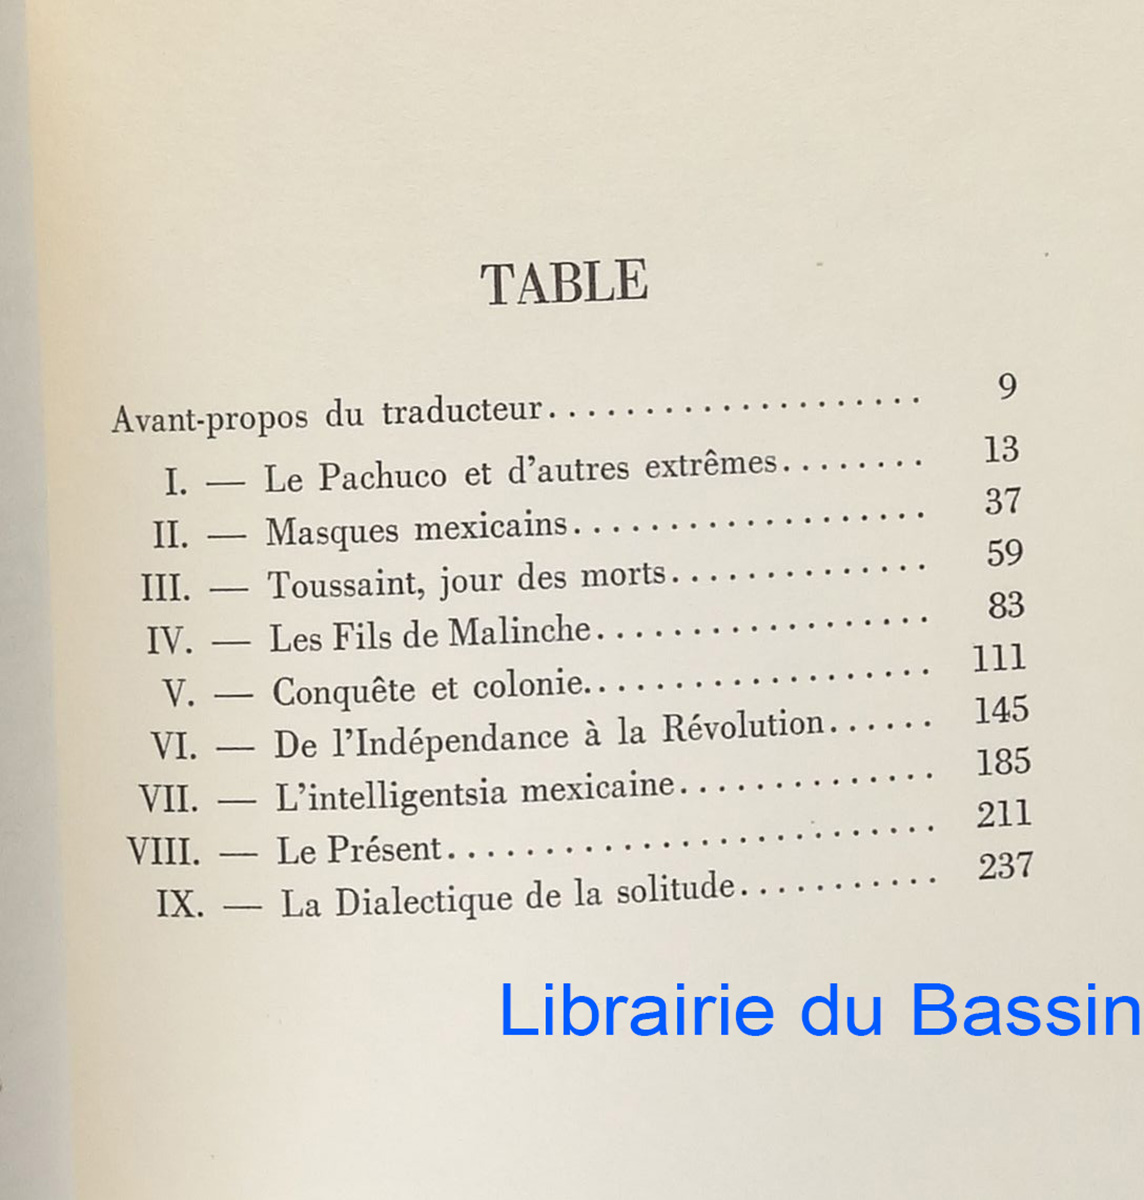 TABLE
Avant-propos du traducteur.................... 9
I. — Le Pachuco et d'autres extrêmes........ 13
II. — Masques mexicains................... 37
III. — Toussaint, jour des morts.............. 59
IV. — Les Fils de Malinche.................. 83
V. — Conquête et colonie................... 111
VI. — De l'Indépendance à la Révolution...... 145
VII. — L'intelligentsia mexicaine.............. 185
VIII. — Le Présent.......................... 211
IX. — La Dialectique de la solitude........... 237
Librairie du Bassin